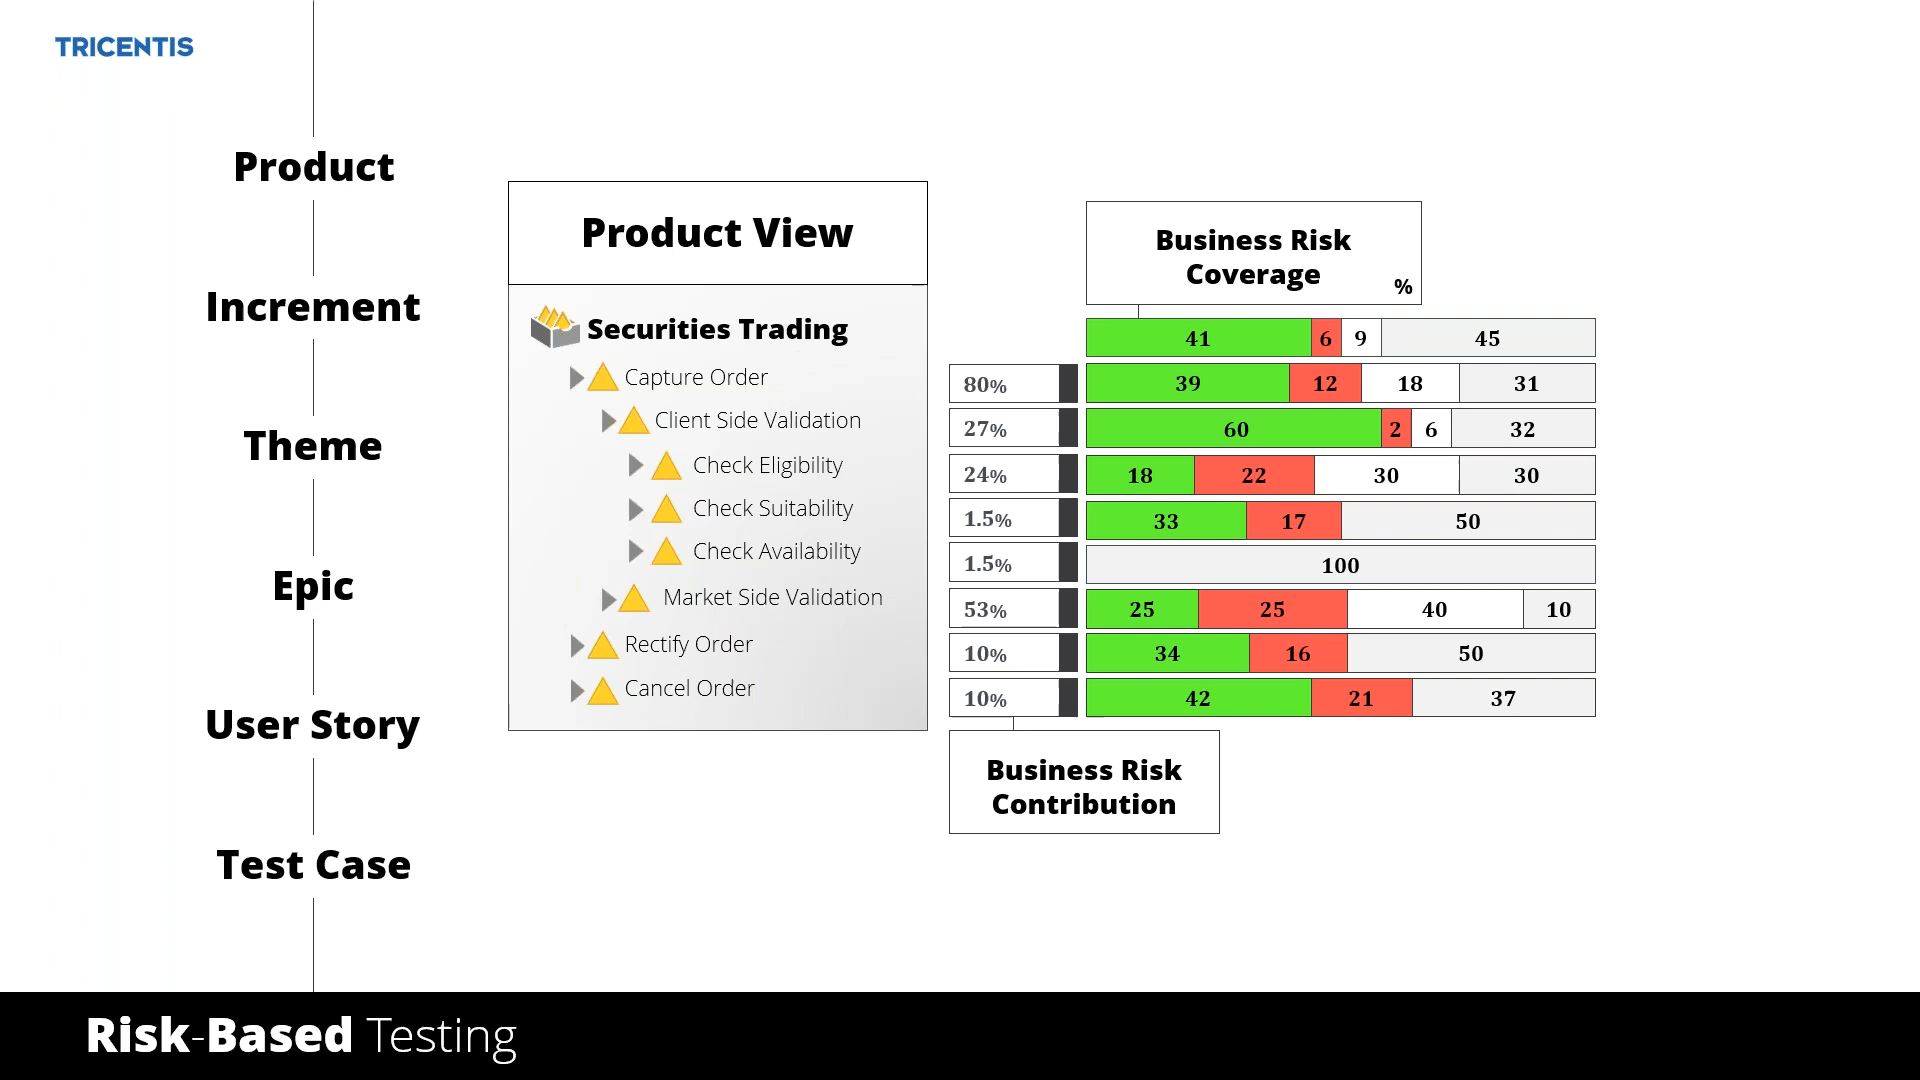 TRICENTIS
Product
Increment
Theme
Epic
User Story
Test Case
Product View
Securities Trading
Capture Order
Client Side Validation
Check Eligibility
Check Suitability
Check Availability
Market Side Validation
Rectify Order
Cancel Order
Business Risk
Coverage %
41 6 9 45
80% 39 12 18 31
27% 60 2 6 32
24% 18 22 30 30
1.5% 33 17 50
1.5% 100
53% 25 25 40 10
10% 34 16 50
10% 42 21 37
Business Risk
Contribution
Risk-Based Testing